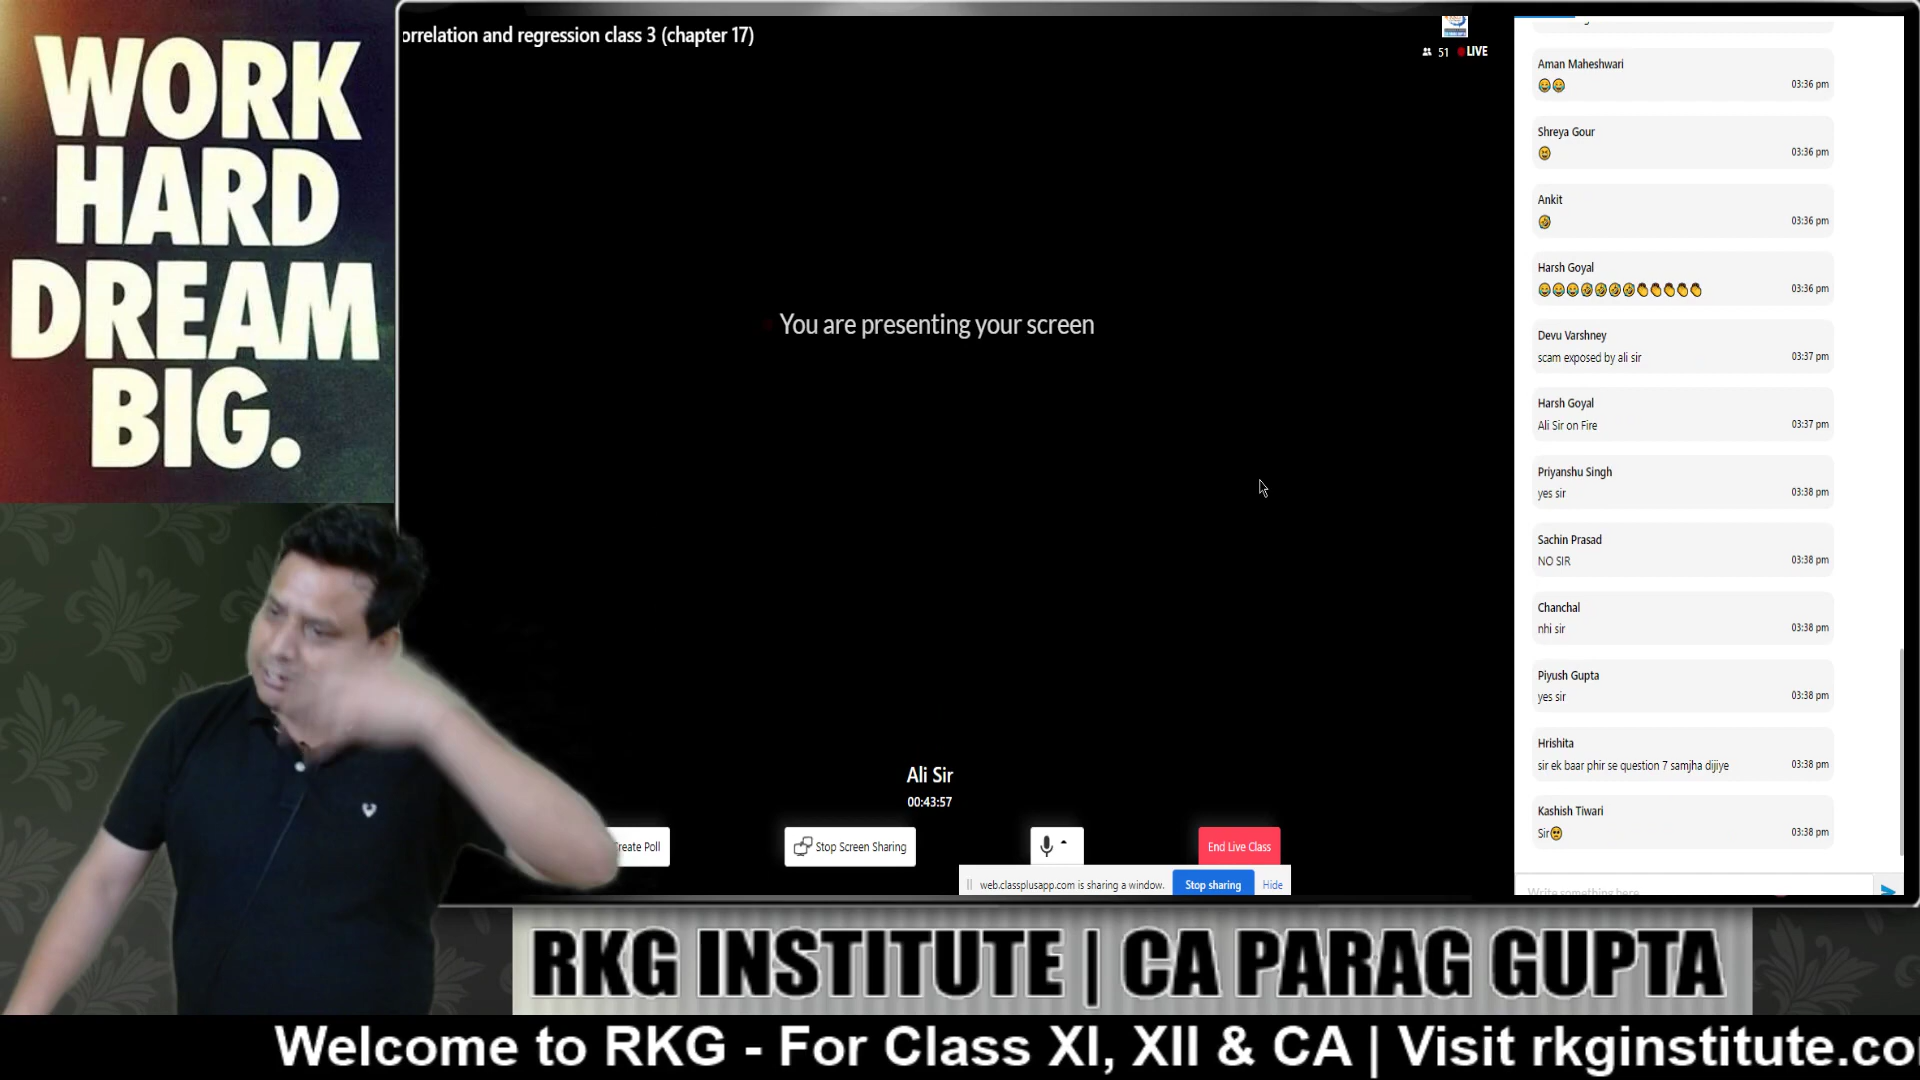 WORK
HARD
DREAM
BIG.
orrelation and regression class 3 (chapter 17)
51 LIVE
You are presenting your screen
Ali Sir
00:43:57
reate Poll
Stop Screen Sharing
End Live Class
web.classplusapp.com is sharing a window. Stop sharing Hide
Aman Maheshwari
😂😂 03:36 pm
Shreya Gour
03:36 pm
Ankit
🤣 03:36 pm
Harsh Goyal
😂😂😂🤣🤣🤣🤣👏👏👏👏👏 03:36 pm
Devu Varshney
scam exposed by ali sir 03:37 pm
Harsh Goyal
Ali Sir on Fire 03:37 pm
Priyanshu Singh
yes sir 03:38 pm
Sachin Prasad
NO SIR 03:38 pm
Chanchal
nhi sir 03:38 pm
Piyush Gupta
yes sir 03:38 pm
Hrishita
sir ek baar phir se question 7 samjha dijiye 03:38 pm
Kashish Tiwari
Sir🥺 03:38 pm
Write something here
RKG INSTITUTE | CA PARAG GUPTA
Welcome to RKG - For Class XI, XII & CA | Visit rkginstitute.co